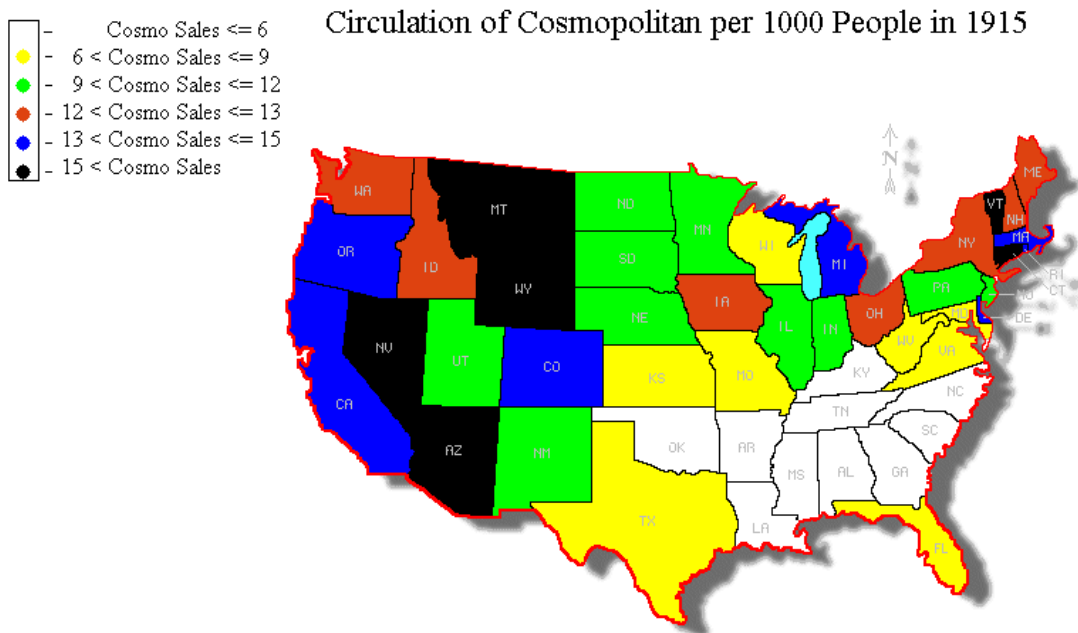 Circulation of Cosmopolitan per 1000 People in 1915
- Cosmo Sales <= 6
- 6 < Cosmo Sales <= 9
- 9 < Cosmo Sales <= 12
- 12 < Cosmo Sales <= 13
- 13 < Cosmo Sales <= 15
- 15 < Cosmo Sales
N
WA
MT
ND
MN
ME
VT
NH
OR
ID
SD
WI
MI
NY
MA
RI
CT
WY
IA
PA
NJ
NV
UT
NE
IL
IN
OH
MD
DE
CO
KS
MO
WV
VA
KY
CA
AZ
NM
OK
AR
TN
NC
SC
MS
AL
GA
TX
LA
FL